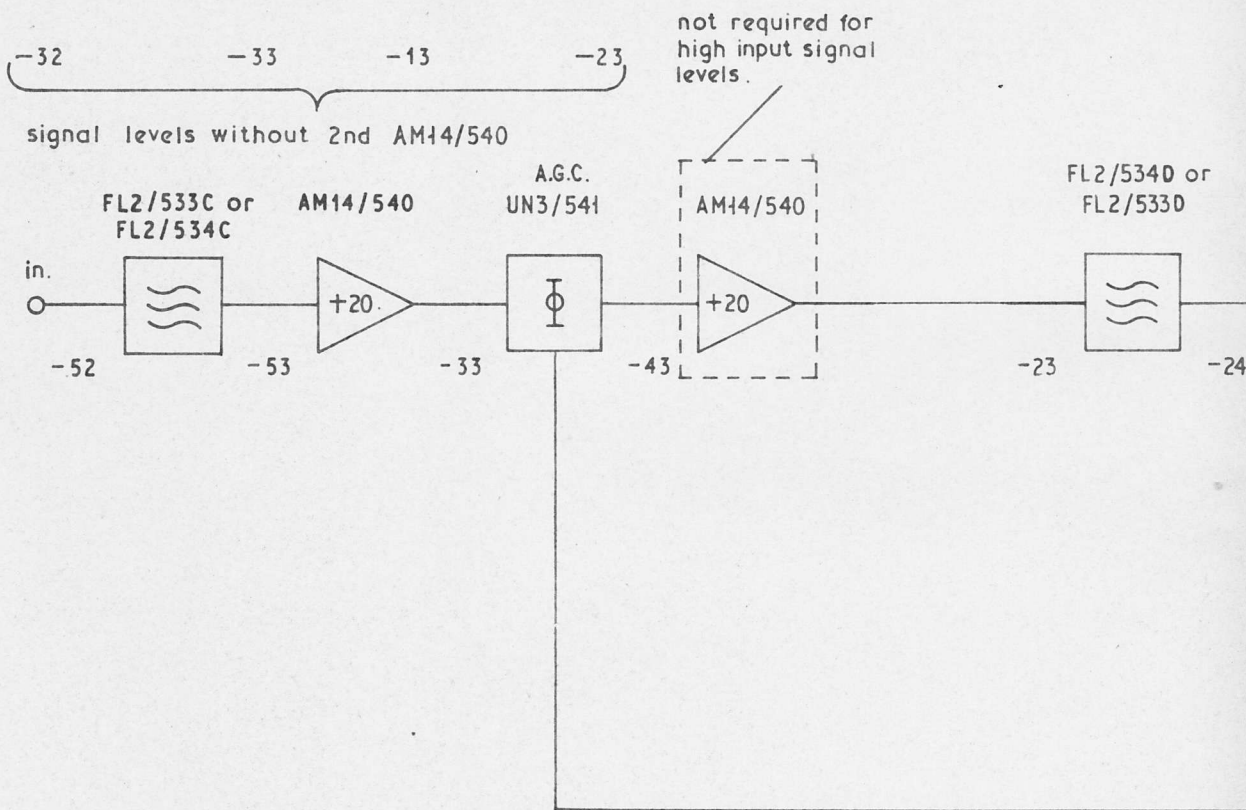 not required for
high input signal
levels.
-32 -33 -13 -23
signal levels without 2nd AM14/540
FL2/533C or
FL2/534C
AM14/540
A.G.C.
UN3/541
AM14/540
FL2/534D or
FL2/533D
in.
+20
+20
-52 -53 -33 -43 -23 -24